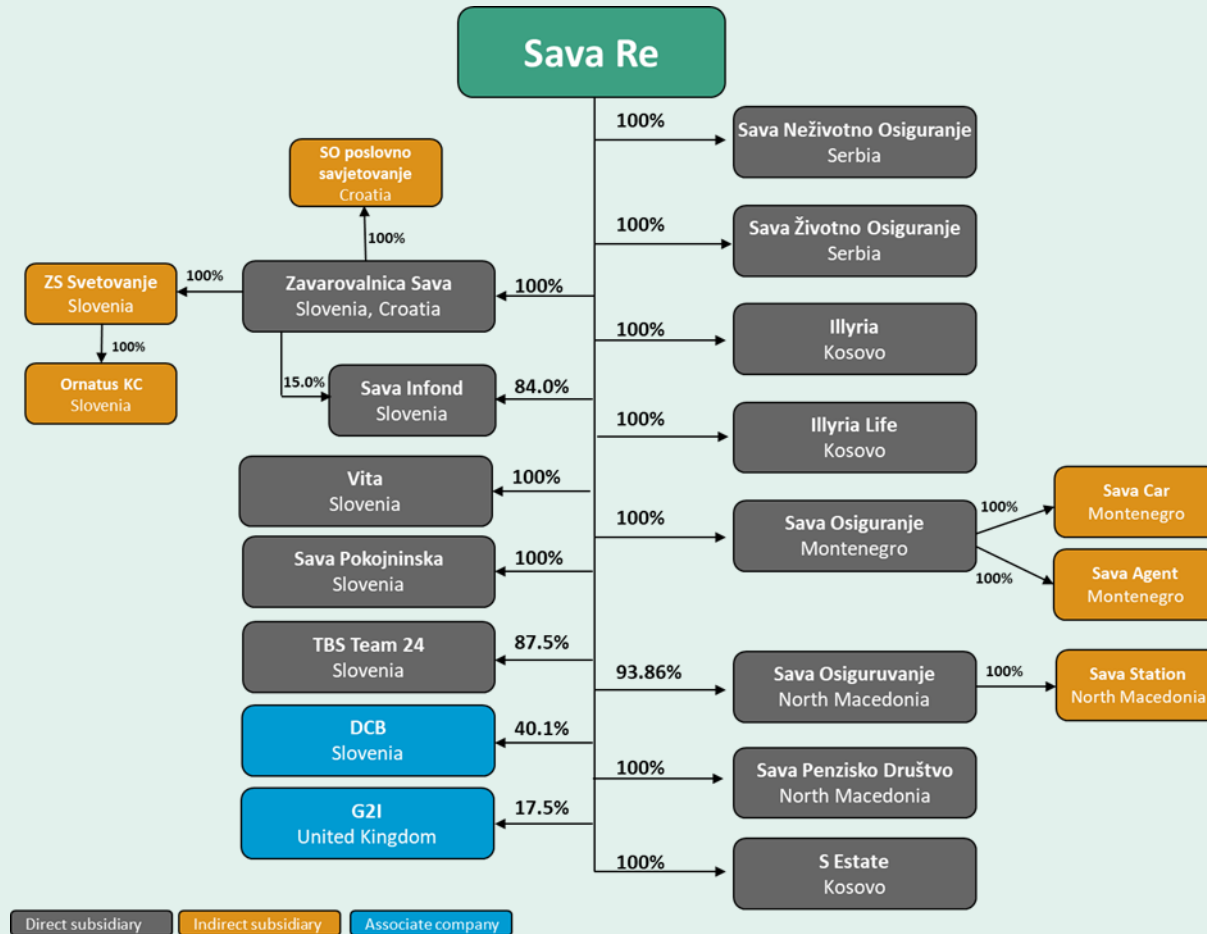 Sava Re
100%
Sava Neživotno Osiguranje
Serbia
SO poslovno
savjetovanje
Croatia
100%
100%
Sava Životno Osiguranje
Serbia
ZS Svetovanje
Slovenia
100%
Zavarovalnica Sava
Slovenia, Croatia
100%
100%
Illyria
Kosovo
100%
Ornatus KC
Slovenia
15.0%
Sava Infond
Slovenia
84.0%
100%
Illyria Life
Kosovo
Vita
Slovenia
100%
100%
Sava Osiguranje
Montenegro
100%
Sava Car
Montenegro
100%
Sava Agent
Montenegro
Sava Pokojninska
Slovenia
100%
TBS Team 24
Slovenia
87.5%
93.86%
Sava Osiguruvanje
North Macedonia
100%
Sava Station
North Macedonia
DCB
Slovenia
40.1%
100%
Sava Penzisko Društvo
North Macedonia
G2I
United Kingdom
17.5%
100%
S Estate
Kosovo
Direct subsidiary
Indirect subsidiary
Associate company